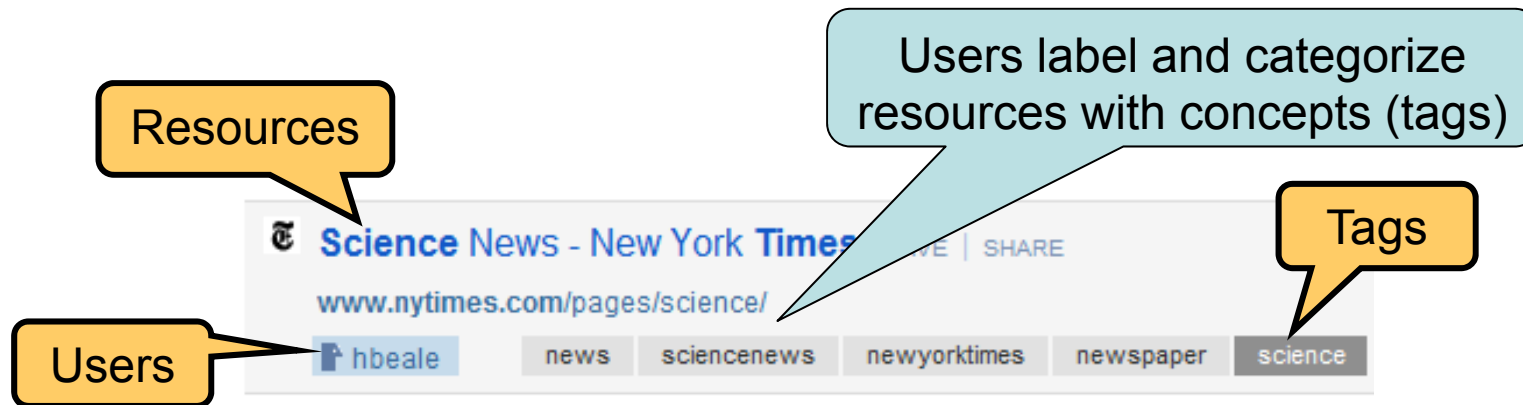 Users label and categorize
resources with concepts (tags)
Resources
Tags
Science News - New York Times
SHARE
www.nytimes.com/pages/science/
Users
hbeale
news
sciencenews
newyorktimes
newspaper
science